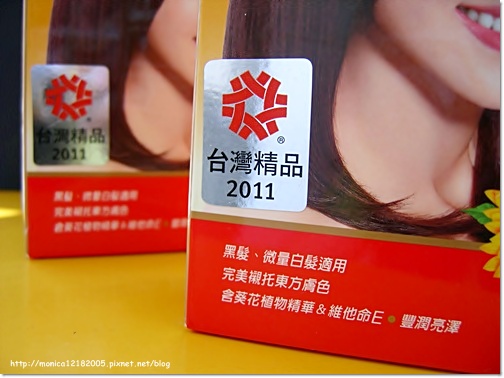 台灣精品
2011
黑髮、微量白髮適用
完美襯托東方膚色
含葵花植物精華&維他命E
台灣精品
2011
黑髮、微量白髮適用
完美襯托東方膚色
含葵花植物精華&維他命E●豐潤亮澤
http://monica12182005.pixnet.net/blog